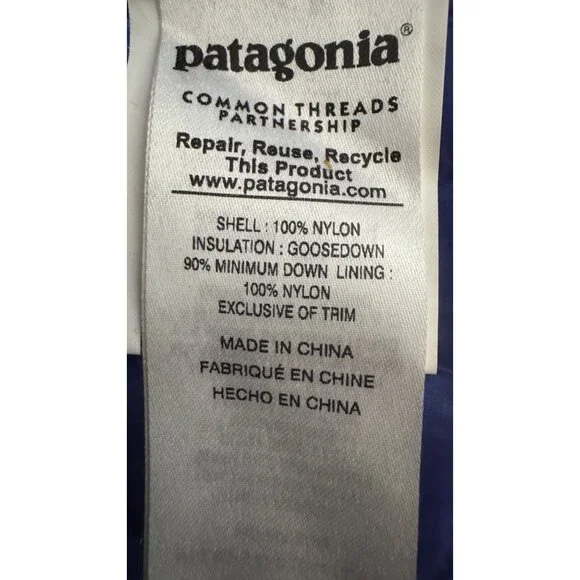 patagonia®
COMMON THREADS
PARTNERSHIP
Repair, Reuse, Recycle
This Product
www.patagonia.com
SHELL : 100% NYLON
INSULATION : GOOSEDOWN
90% MINIMUM DOWN LINING :
100% NYLON
EXCLUSIVE OF TRIM
MADE IN CHINA
FABRIQUÉ EN CHINE
HECHO EN CHINA